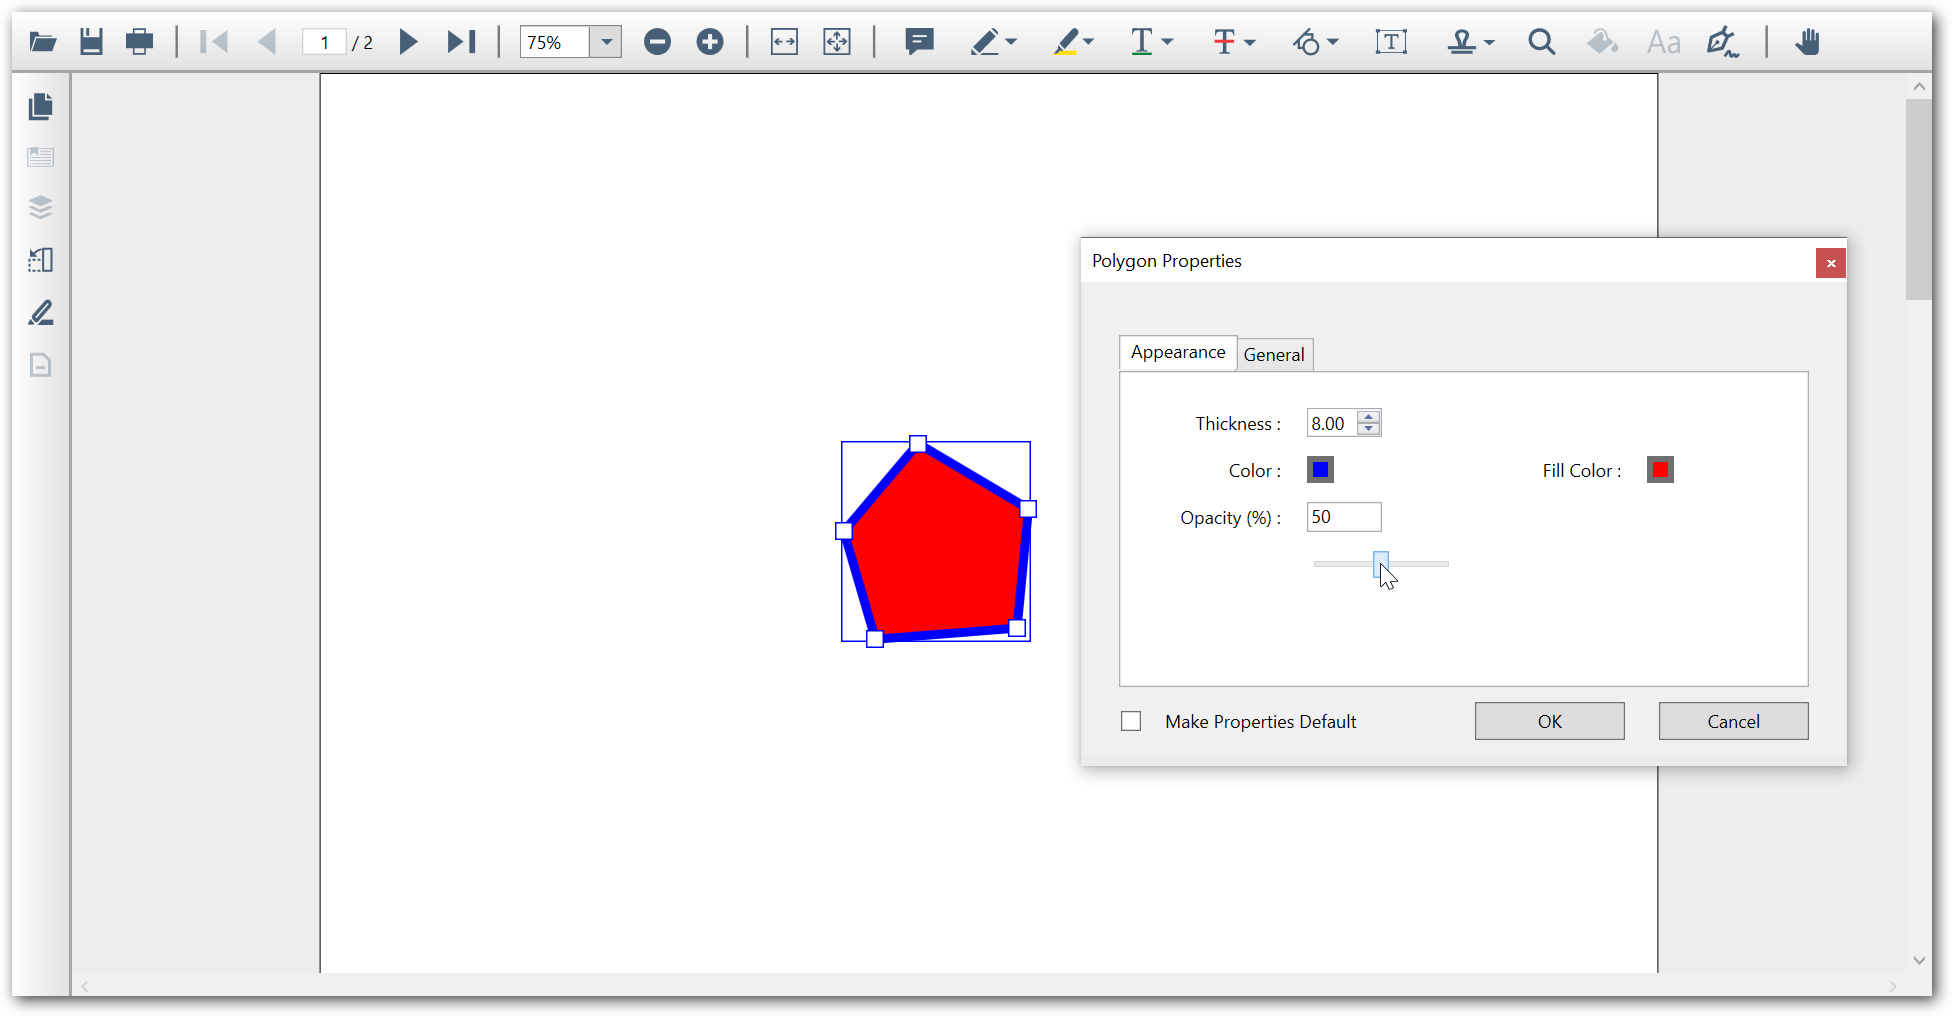 1 / 2 75% T T T Aa
Polygon Properties
Appearance General
Thickness : 8.00
Color : Fill Color :
Opacity (%) : 50
Make Properties Default OK Cancel